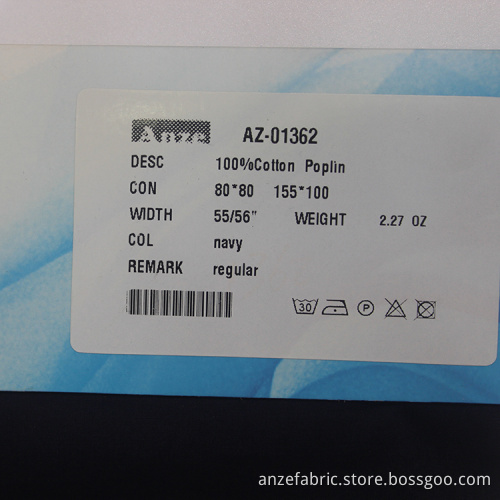 Anze AZ-01362
DESC 100%Cotton Poplin
CON 80*80 155*100
WIDTH 55/56" WEIGHT 2.27 OZ
COL navy
REMARK regular
30 P
anzefabric.store.bossgoo.com